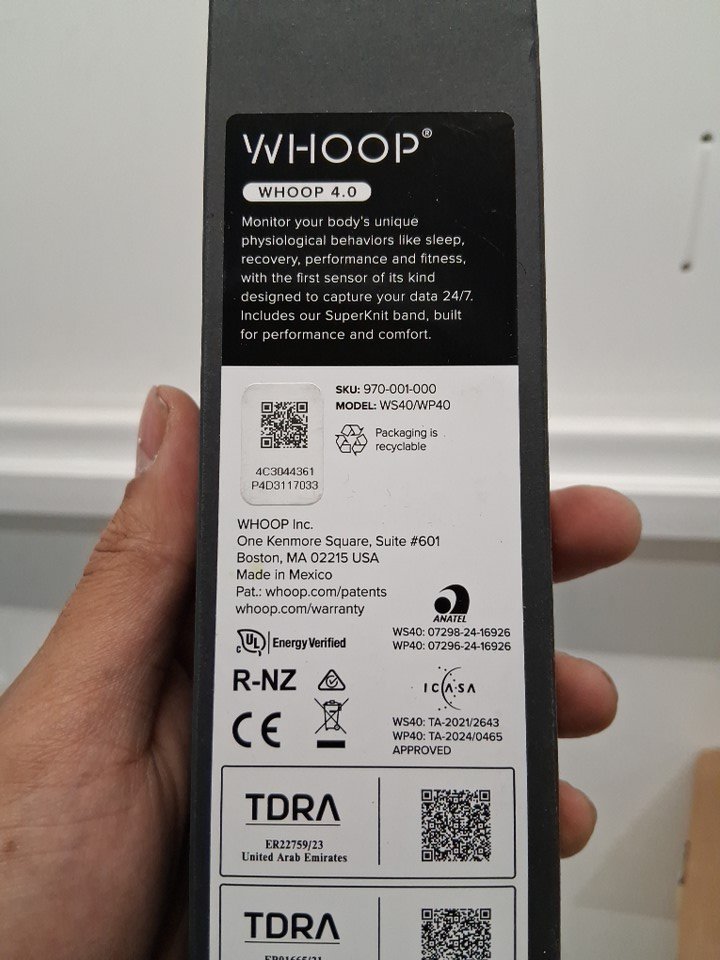 WHOOP®
WHOOP 4.0
Monitor your body's unique
physiological behaviors like sleep,
recovery, performance and fitness,
with the first sensor of its kind
designed to capture your data 24/7.
Includes our SuperKnit band, built
for performance and comfort.
SKU: 970-001-000
MODEL: WS40/WP40
Packaging is
recyclable
4C3044361
P4D3117033
WHOOP Inc.
One Kenmore Square, Suite #601
Boston, MA 02215 USA
Made in Mexico
Pat.: whoop.com/patents
whoop.com/warranty
ANATEL
WS40: 07298-24-16926
WP40: 07296-24-16926
c UL Energy Verified
R-NZ
ICASA
CE
WS40: TA-2021/2643
WP40: TA-2024/0465
APPROVED
TDRA
ER22759/23
United Arab Emirates
TDRA